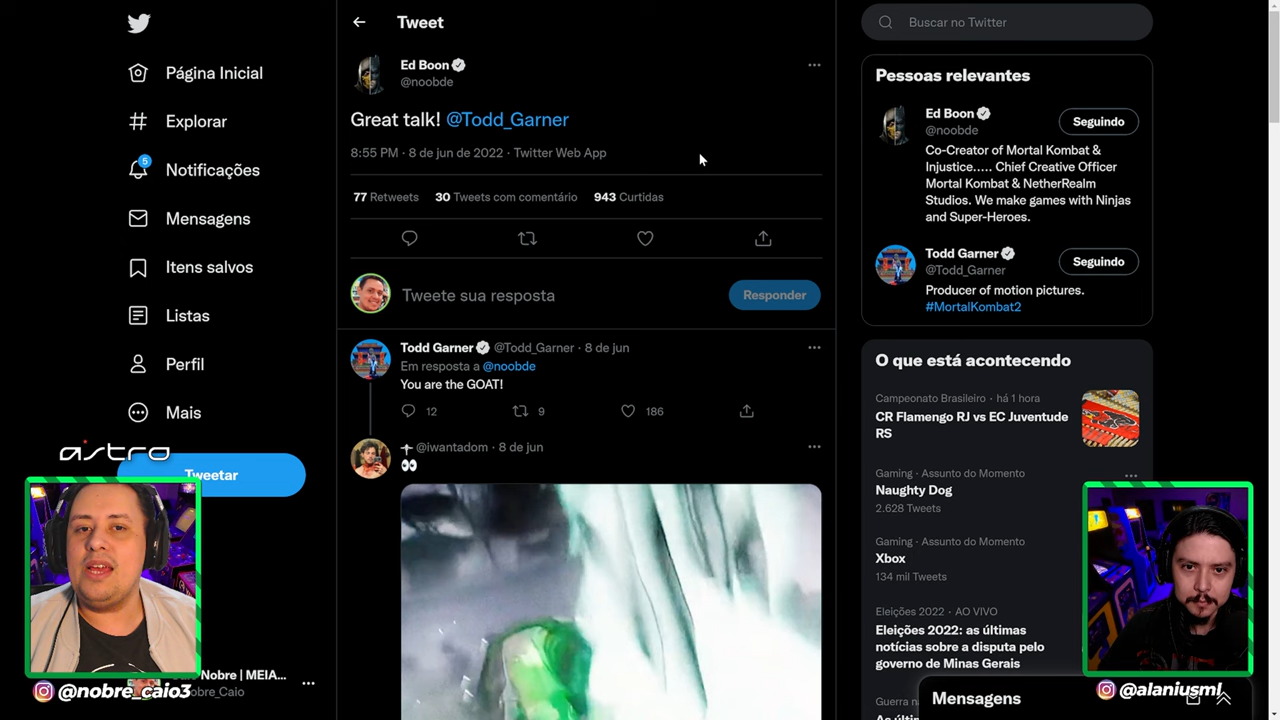 Página Inicial
Explorar
5
Notificações
Mensagens
Itens salvos
Listas
Perfil
Mais
Tweetar
astro
Nobre | MEIA...
obre_Caio
@nobre_caio3
Tweet
Ed Boon
@noobde
Great talk! @Todd_Garner
8:55 PM · 8 de jun de 2022 · Twitter Web App
77 Retweets 30 Tweets com comentário 943 Curtidas
Tweete sua resposta
Responder
Todd Garner @Todd_Garner · 8 de jun
Em resposta a @noobde
You are the GOAT!
12 9 186
@iwantadom · 8 de jun
Buscar no Twitter
Pessoas relevantes
Ed Boon
@noobde
Seguindo
Co-Creator of Mortal Kombat &
Injustice..... Chief Creative Officer
Mortal Kombat & NetherRealm
Studios. We make games with Ninjas
and Super-Heroes.
Todd Garner
@Todd_Garner
Seguindo
Producer of motion pictures.
#MortalKombat2
O que está acontecendo
Campeonato Brasileiro · há 1 hora
CR Flamengo RJ vs EC Juventude
RS
Gaming · Assunto do Momento
Naughty Dog
2.628 Tweets
Gaming · Assunto do Momento
Xbox
134 mil Tweets
Eleições 2022 · AO VIVO
Eleições 2022: as últimas
notícias sobre a disputa pelo
governo de Minas Gerais
Mensagens
@alaniusml